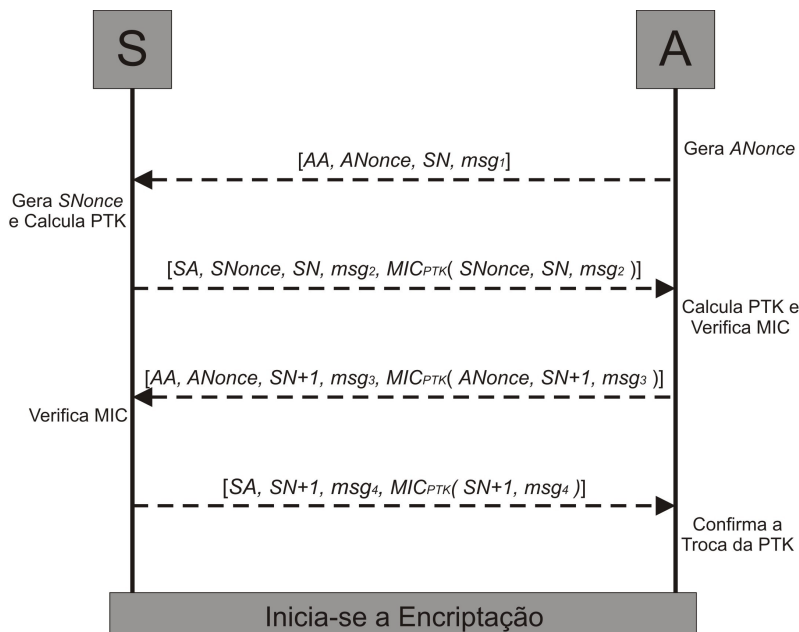 S
A
Gera ANonce
[AA, ANonce, SN, msg1]
Gera SNonce
e Calcula PTK
[SA, SNonce, SN, msg2, MICPTK( SNonce, SN, msg2 )]
Calcula PTK e
Verifica MIC
[AA, ANonce, SN+1, msg3, MICPTK( ANonce, SN+1, msg3 )]
Verifica MIC
[SA, SN+1, msg4, MICPTK( SN+1, msg4 )]
Confirma a
Troca da PTK
Inicia-se a Encriptação